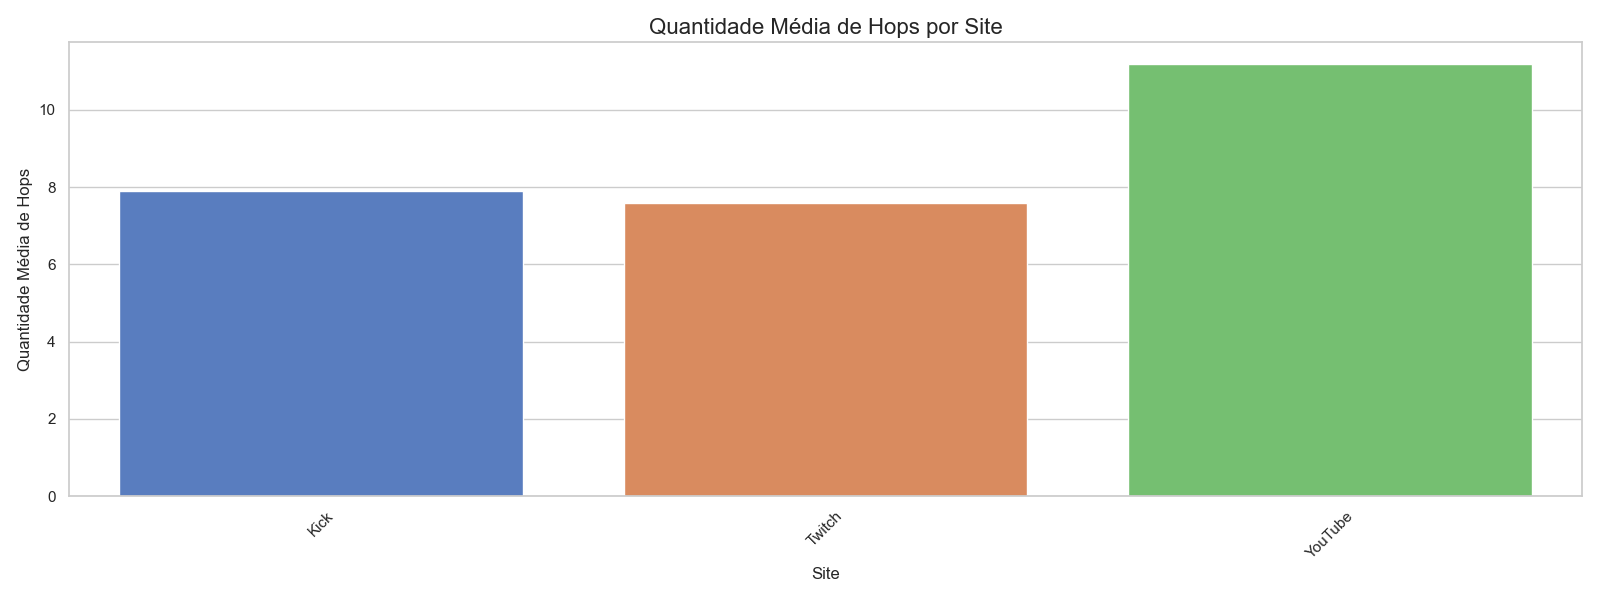 Quantidade Média de Hops por Site
Quantidade Média de Hops
10
8
6
4
2
0
Kick
Twitch
YouTube
Site